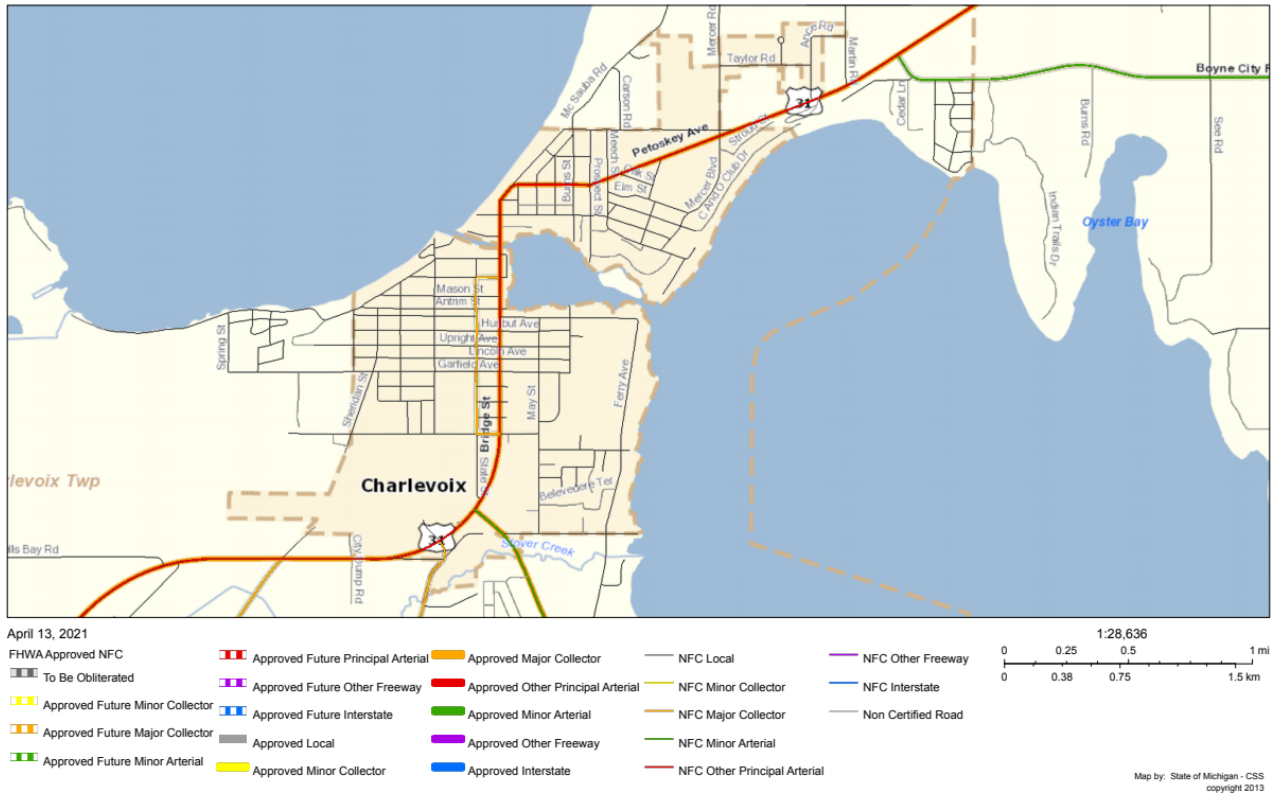 Mercer Rd
Ance Rd
Martin Rd
Taylor Rd
Mc Sauba Rd
Carson Rd
31
Boyne City R
Cedar Ln
Burns Rd
See Rd
Petoskey Ave
Stroud St
Meech St
Burns St
Prospect St
Oak S
Elm St
Mercer Blvd
C And O Club Dr
Indian Trails Dr
Oyster Bay
Mason St
Antrim St
Hurlbut Ave
Upright Ave
Lincoln Ave
Garfield Ave
Spring St
Sheridan St
Bridge St
May St
Ferry Ave
levoix Twp
Charlevoix
State S
Belevedere Ter
31
Stover Creek
lls Bay Rd
City Dump Rd
April 13, 2021
1:28,636
0 0.25 0.5 1 mi
0 0.38 0.75 1.5 km
FHWA Approved NFC
To Be Obliterated
Approved Future Minor Collector
Approved Future Major Collector
Approved Future Minor Arterial
Approved Future Principal Arterial
Approved Future Other Freeway
Approved Future Interstate
Approved Local
Approved Minor Collector
Approved Major Collector
Approved Other Principal Arterial
Approved Minor Arterial
Approved Other Freeway
Approved Interstate
NFC Local
NFC Minor Collector
NFC Major Collector
NFC Minor Arterial
NFC Other Principal Arterial
NFC Other Freeway
NFC Interstate
Non Certified Road
Map by: State of Michigan - CSS
copyright 2013